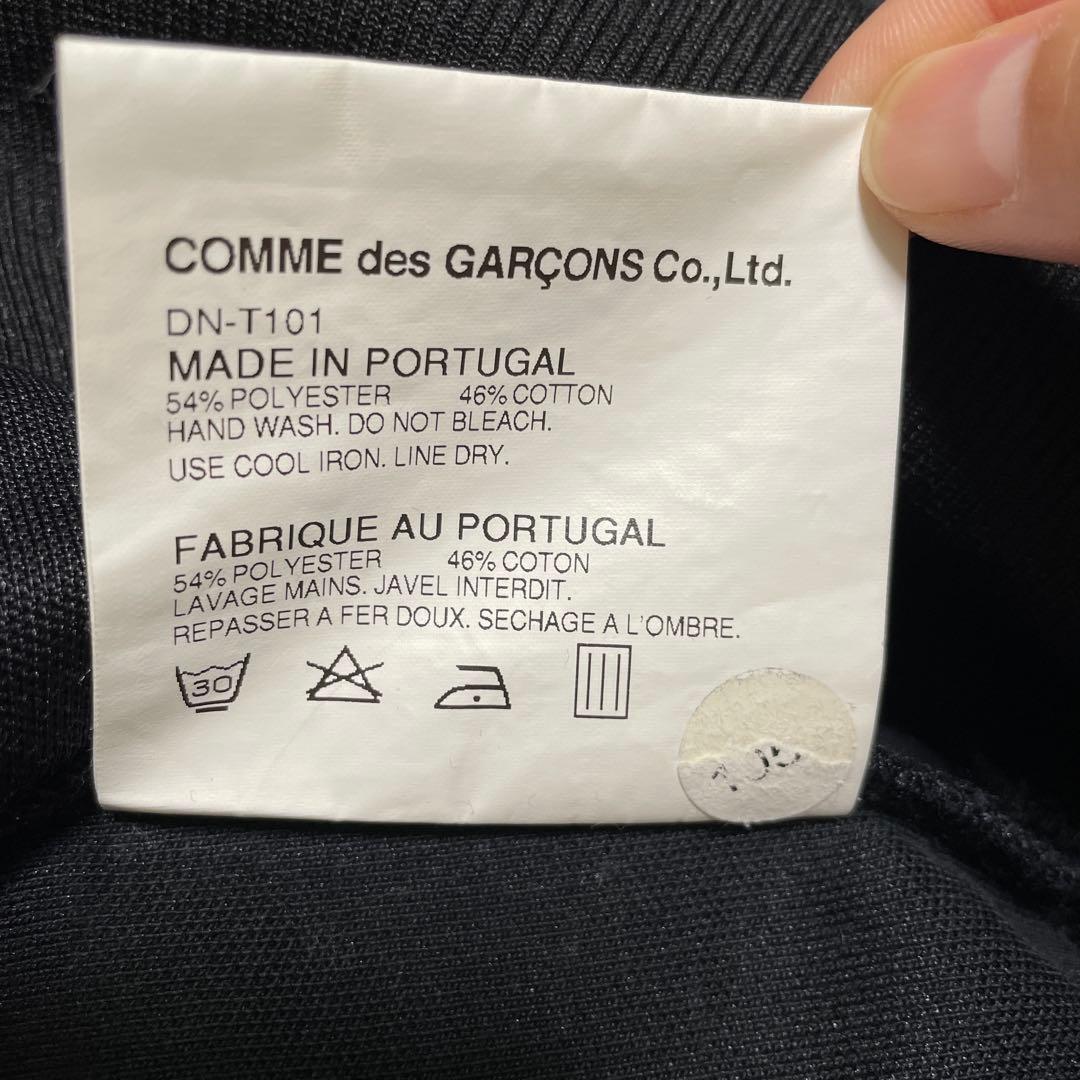 COMME des GARÇONS Co.,Ltd.
DN-T101
MADE IN PORTUGAL
54% POLYESTER 46% COTTON
HAND WASH. DO NOT BLEACH.
USE COOL IRON. LINE DRY.
FABRIQUE AU PORTUGAL
54% POLYESTER 46% COTON
LAVAGE MAINS. JAVEL INTERDIT.
REPASSER A FER DOUX. SECHAGE A L'OMBRE.
30